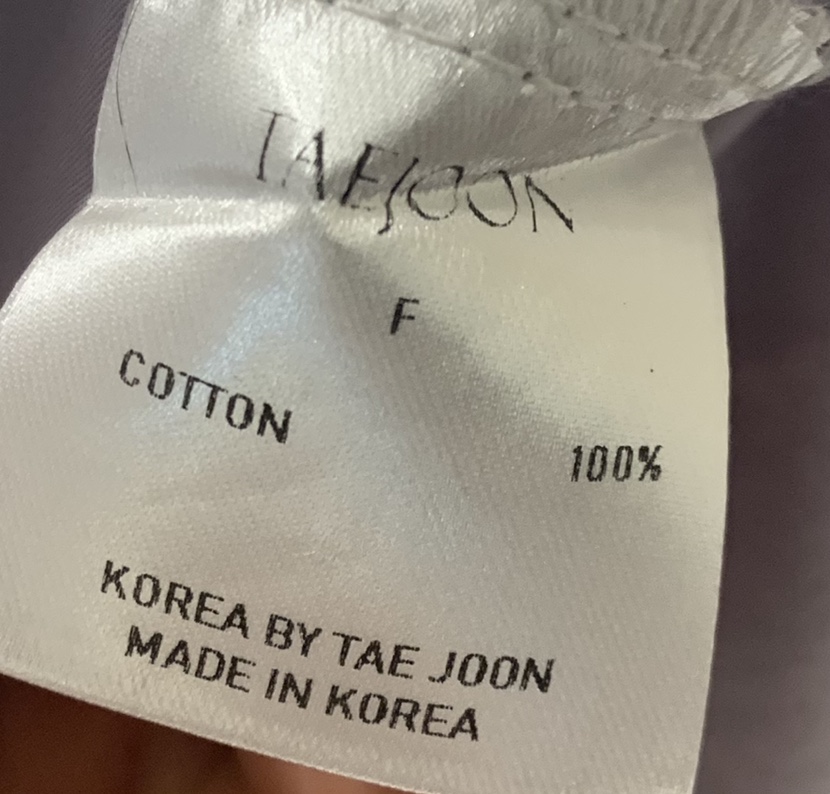 TAEJOON
F
COTTON 100%
KOREA BY TAE JOON
MADE IN KOREA